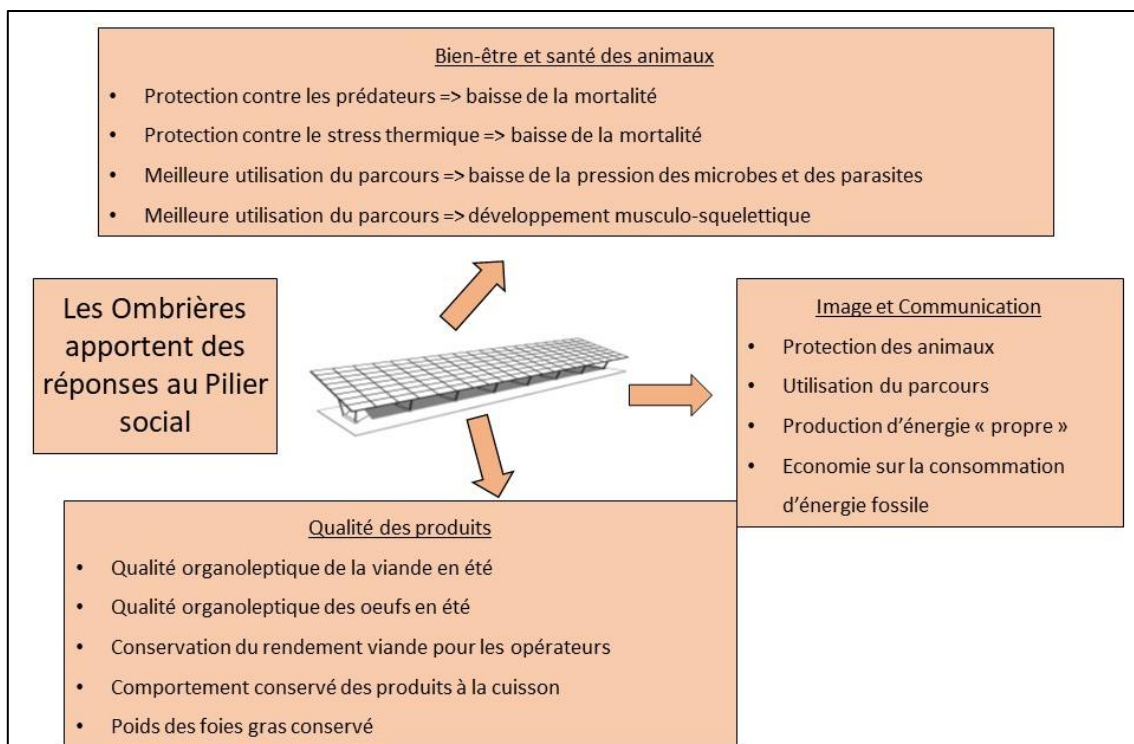 Bien-être et santé des animaux
• Protection contre les prédateurs => baisse de la mortalité
• Protection contre le stress thermique => baisse de la mortalité
• Meilleure utilisation du parcours => baisse de la pression des microbes et des parasites
• Meilleure utilisation du parcours => développement musculo-squelettique
Les Ombrières
apportent des
réponses au Pilier
social
Image et Communication
• Protection des animaux
• Utilisation du parcours
• Production d'énergie « propre »
• Economie sur la consommation
d'énergie fossile
Qualité des produits
• Qualité organoleptique de la viande en été
• Qualité organoleptique des oeufs en été
• Conservation du rendement viande pour les opérateurs
• Comportement conservé des produits à la cuisson
• Poids des foies gras conservé